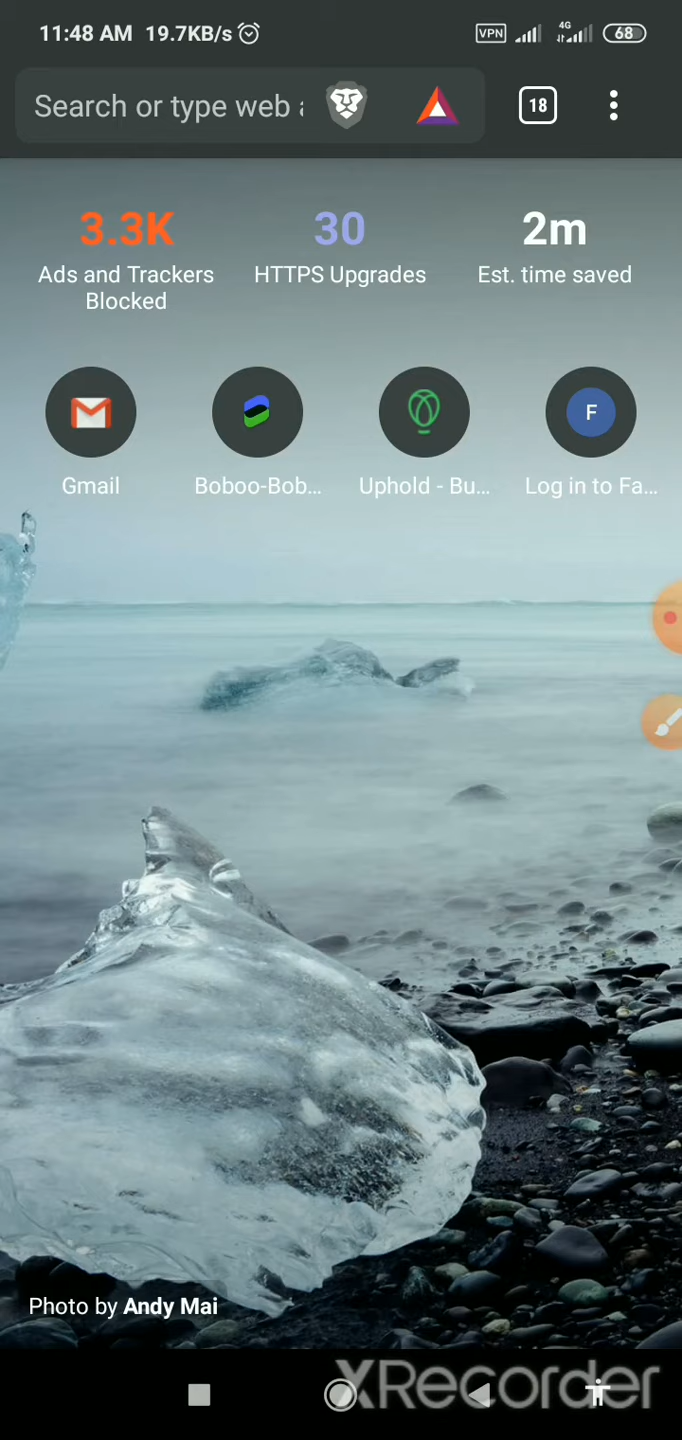 11:48 AM 19.7KB/s VPN 4G 68
Search or type web a 18
3.3K 30 2m
Ads and Trackers HTTPS Upgrades Est. time saved
Blocked
F
Gmail Boboo-Bob... Uphold - Bu... Log in to Fa...
Photo by Andy Mai
XRecorder